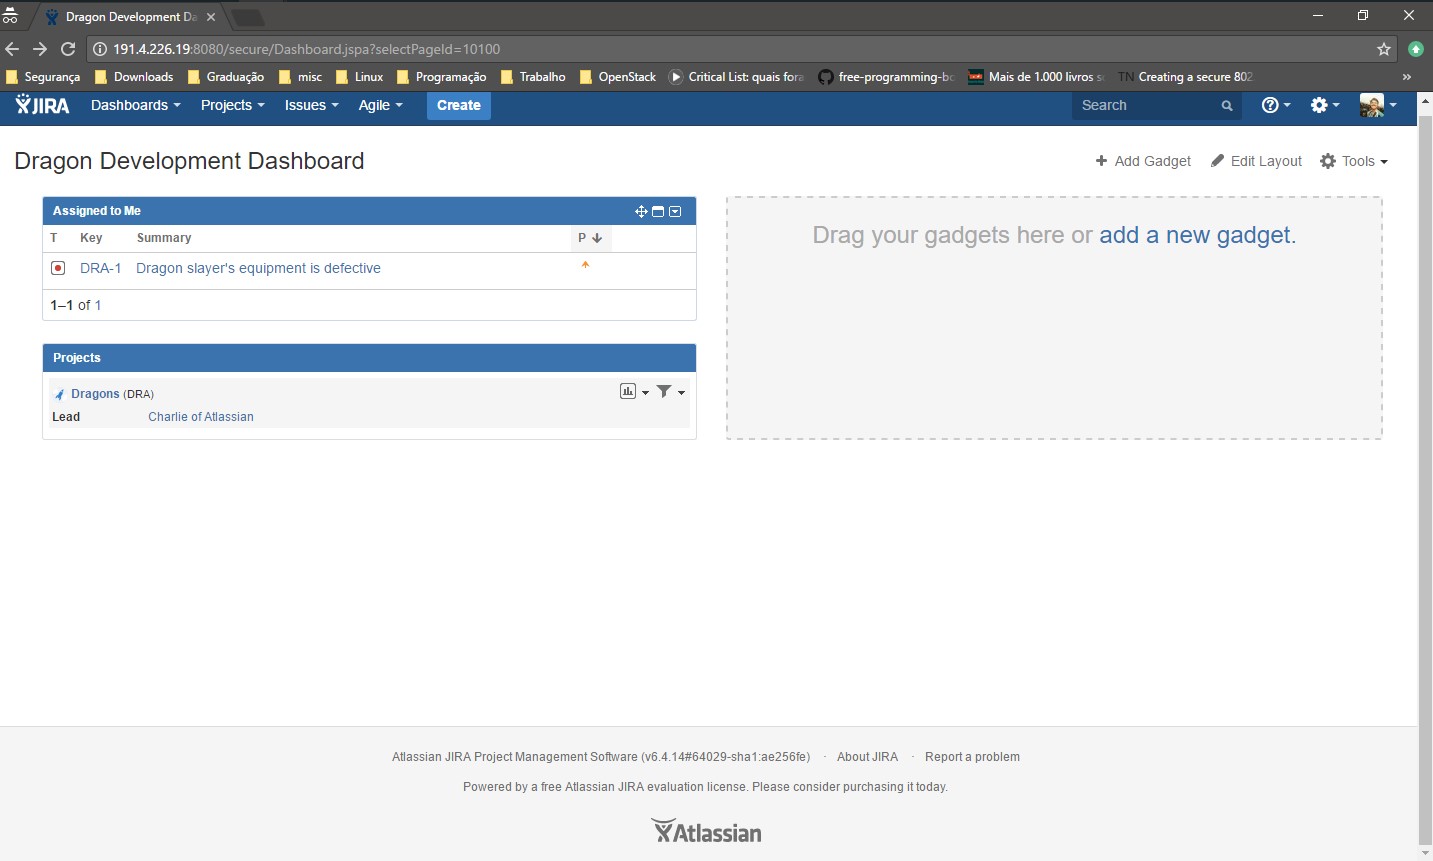 Dragon Development Da
191.4.226.19:8080/secure/Dashboard.jspa?selectPageId=10100
Segurança Downloads Graduação misc Linux Programação Trabalho OpenStack Critical List: quais fora free-programming-bo Mais de 1.000 livros s TN Creating a secure 802
JIRA Dashboards Projects Issues Agile Create Search
Dragon Development Dashboard
Add Gadget Edit Layout Tools
Assigned to Me
T Key Summary P
DRA-1 Dragon slayer's equipment is defective
1–1 of 1
Drag your gadgets here or add a new gadget.
Projects
Dragons (DRA)
Lead Charlie of Atlassian
Atlassian JIRA Project Management Software (v6.4.14#64029-sha1:ae256fe) · About JIRA · Report a problem
Powered by a free Atlassian JIRA evaluation license. Please consider purchasing it today.
Atlassian